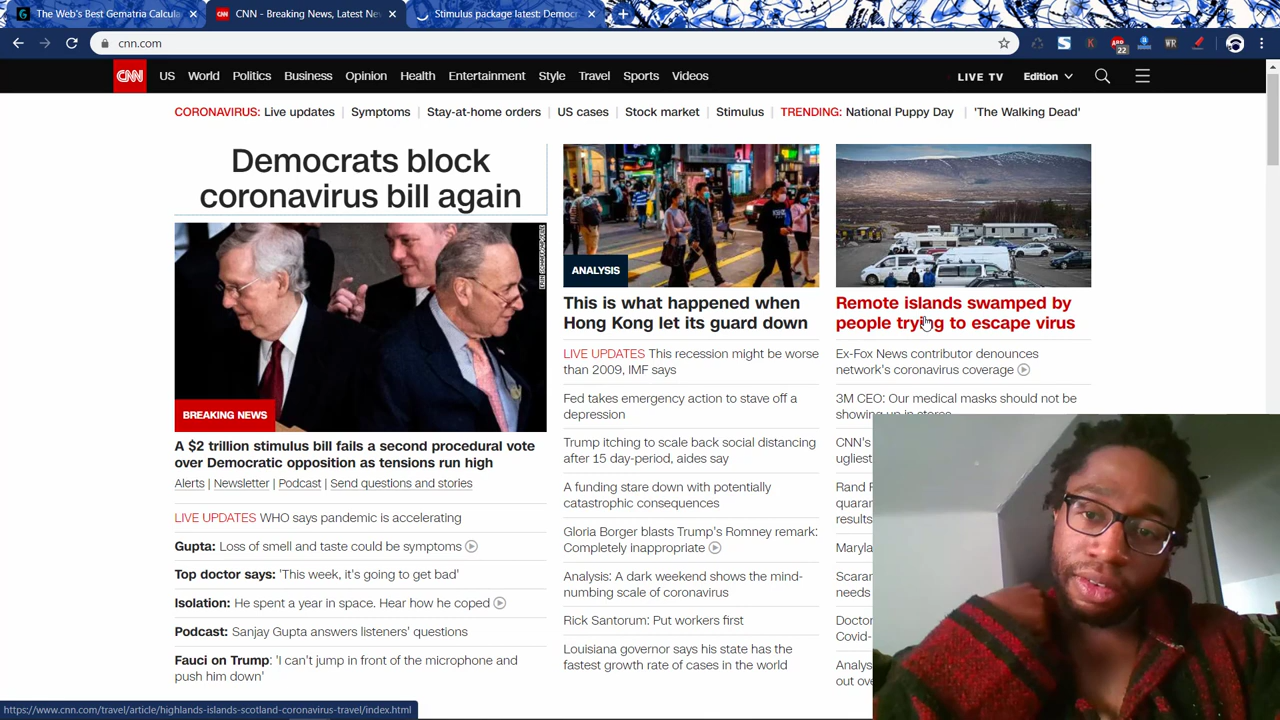 The Web's Best Gematria Calcula
CNN - Breaking News, Latest Ne
Stimulus package latest: Democ
cnn.com
22
WR
CNN
US World Politics Business Opinion Health Entertainment Style Travel Sports Videos
LIVE TV Edition
CORONAVIRUS: Live updates | Symptoms | Stay-at-home orders | US cases | Stock market | Stimulus | TRENDING: National Puppy Day | 'The Walking Dead'
Democrats block
coronavirus bill again
BREAKING NEWS
A $2 trillion stimulus bill fails a second procedural vote
over Democratic opposition as tensions run high
Alerts | Newsletter | Podcast | Send questions and stories
LIVE UPDATES WHO says pandemic is accelerating
Gupta: Loss of smell and taste could be symptoms
Top doctor says: 'This week, it's going to get bad'
Isolation: He spent a year in space. Hear how he coped
Podcast: Sanjay Gupta answers listeners' questions
Fauci on Trump: 'I can't jump in front of the microphone and
push him down'
ANALYSIS
This is what happened when
Hong Kong let its guard down
LIVE UPDATES This recession might be worse
than 2009, IMF says
Fed takes emergency action to stave off a
depression
Trump itching to scale back social distancing
after 15 day-period, aides say
A funding stare down with potentially
catastrophic consequences
Gloria Borger blasts Trump's Romney remark:
Completely inappropriate
Analysis: A dark weekend shows the mind-
numbing scale of coronavirus
Rick Santorum: Put workers first
Louisiana governor says his state has the
fastest growth rate of cases in the world
Remote islands swamped by
people trying to escape virus
Ex-Fox News contributor denounces
network's coronavirus coverage
3M CEO: Our medical masks should not be
showing up in stores
CNN's
ugliest
Rand F
quaran
results
Maryla
Scaran
needs
Doctor
Covid-
Analys
out ove
https://www.cnn.com/travel/article/highlands-islands-scotland-coronavirus-travel/index.html